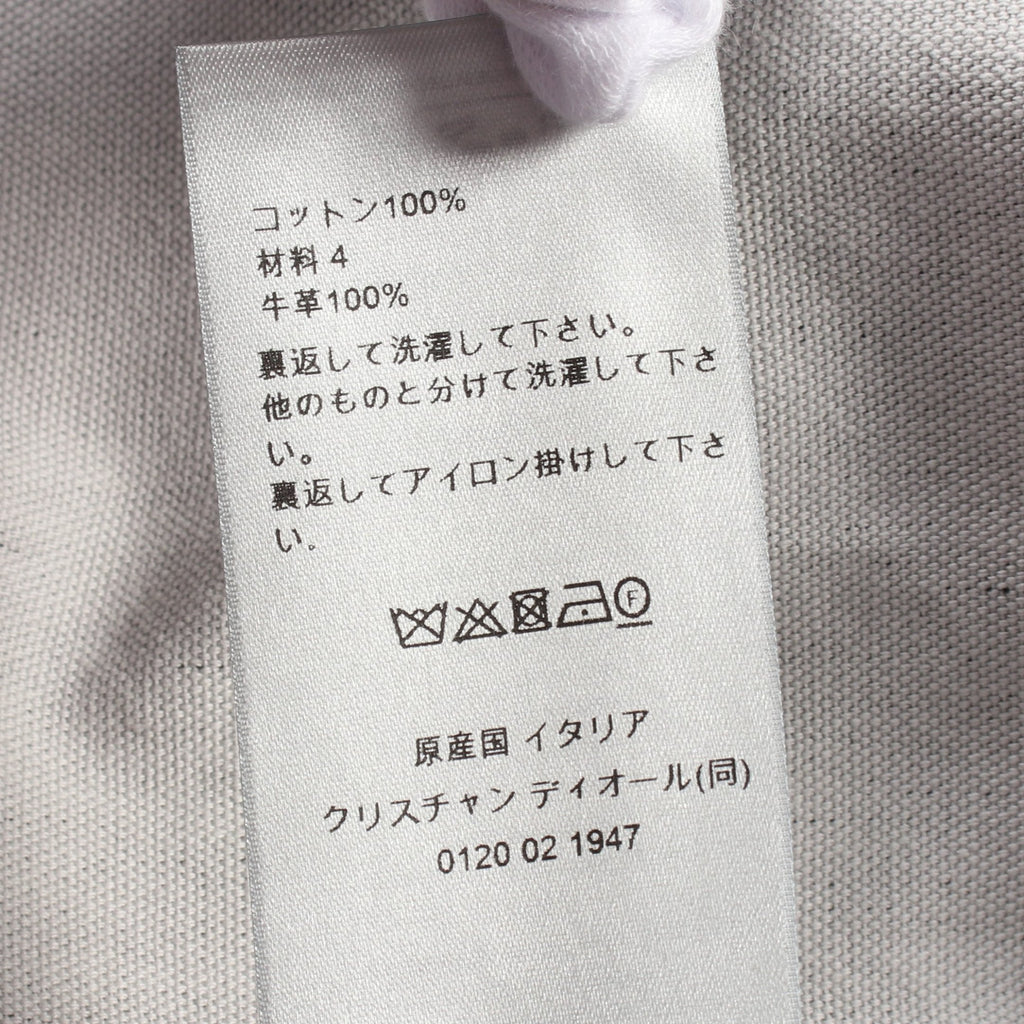 コットン100%
材料 4
牛革100%
裏返して洗濯して下さい。
他のものと分けて洗濯して下さ
い。
裏返してアイロン掛けして下さ
い。
F
原産国 イタリア
クリスチャン ディオール(同)
0120 02 1947